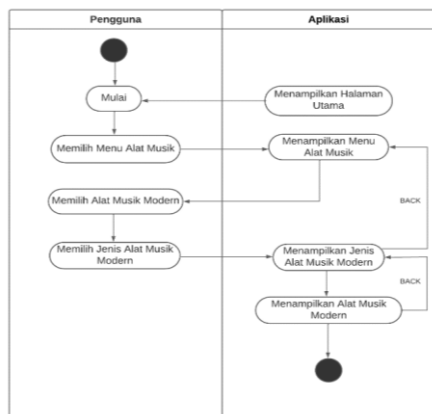 Pengguna
Aplikasi
Mulai
Menampilkan Halaman
Utama
Memilih Menu Alat Musik
Menampilkan Menu
Alat Musik
Memilih Alat Musik Modern
BACK
Memilih Jenis Alat Musik
Modern
Menampilkan Jenis
Alat Musik Modern
BACK
Menampilkan Alat Musik
Modern